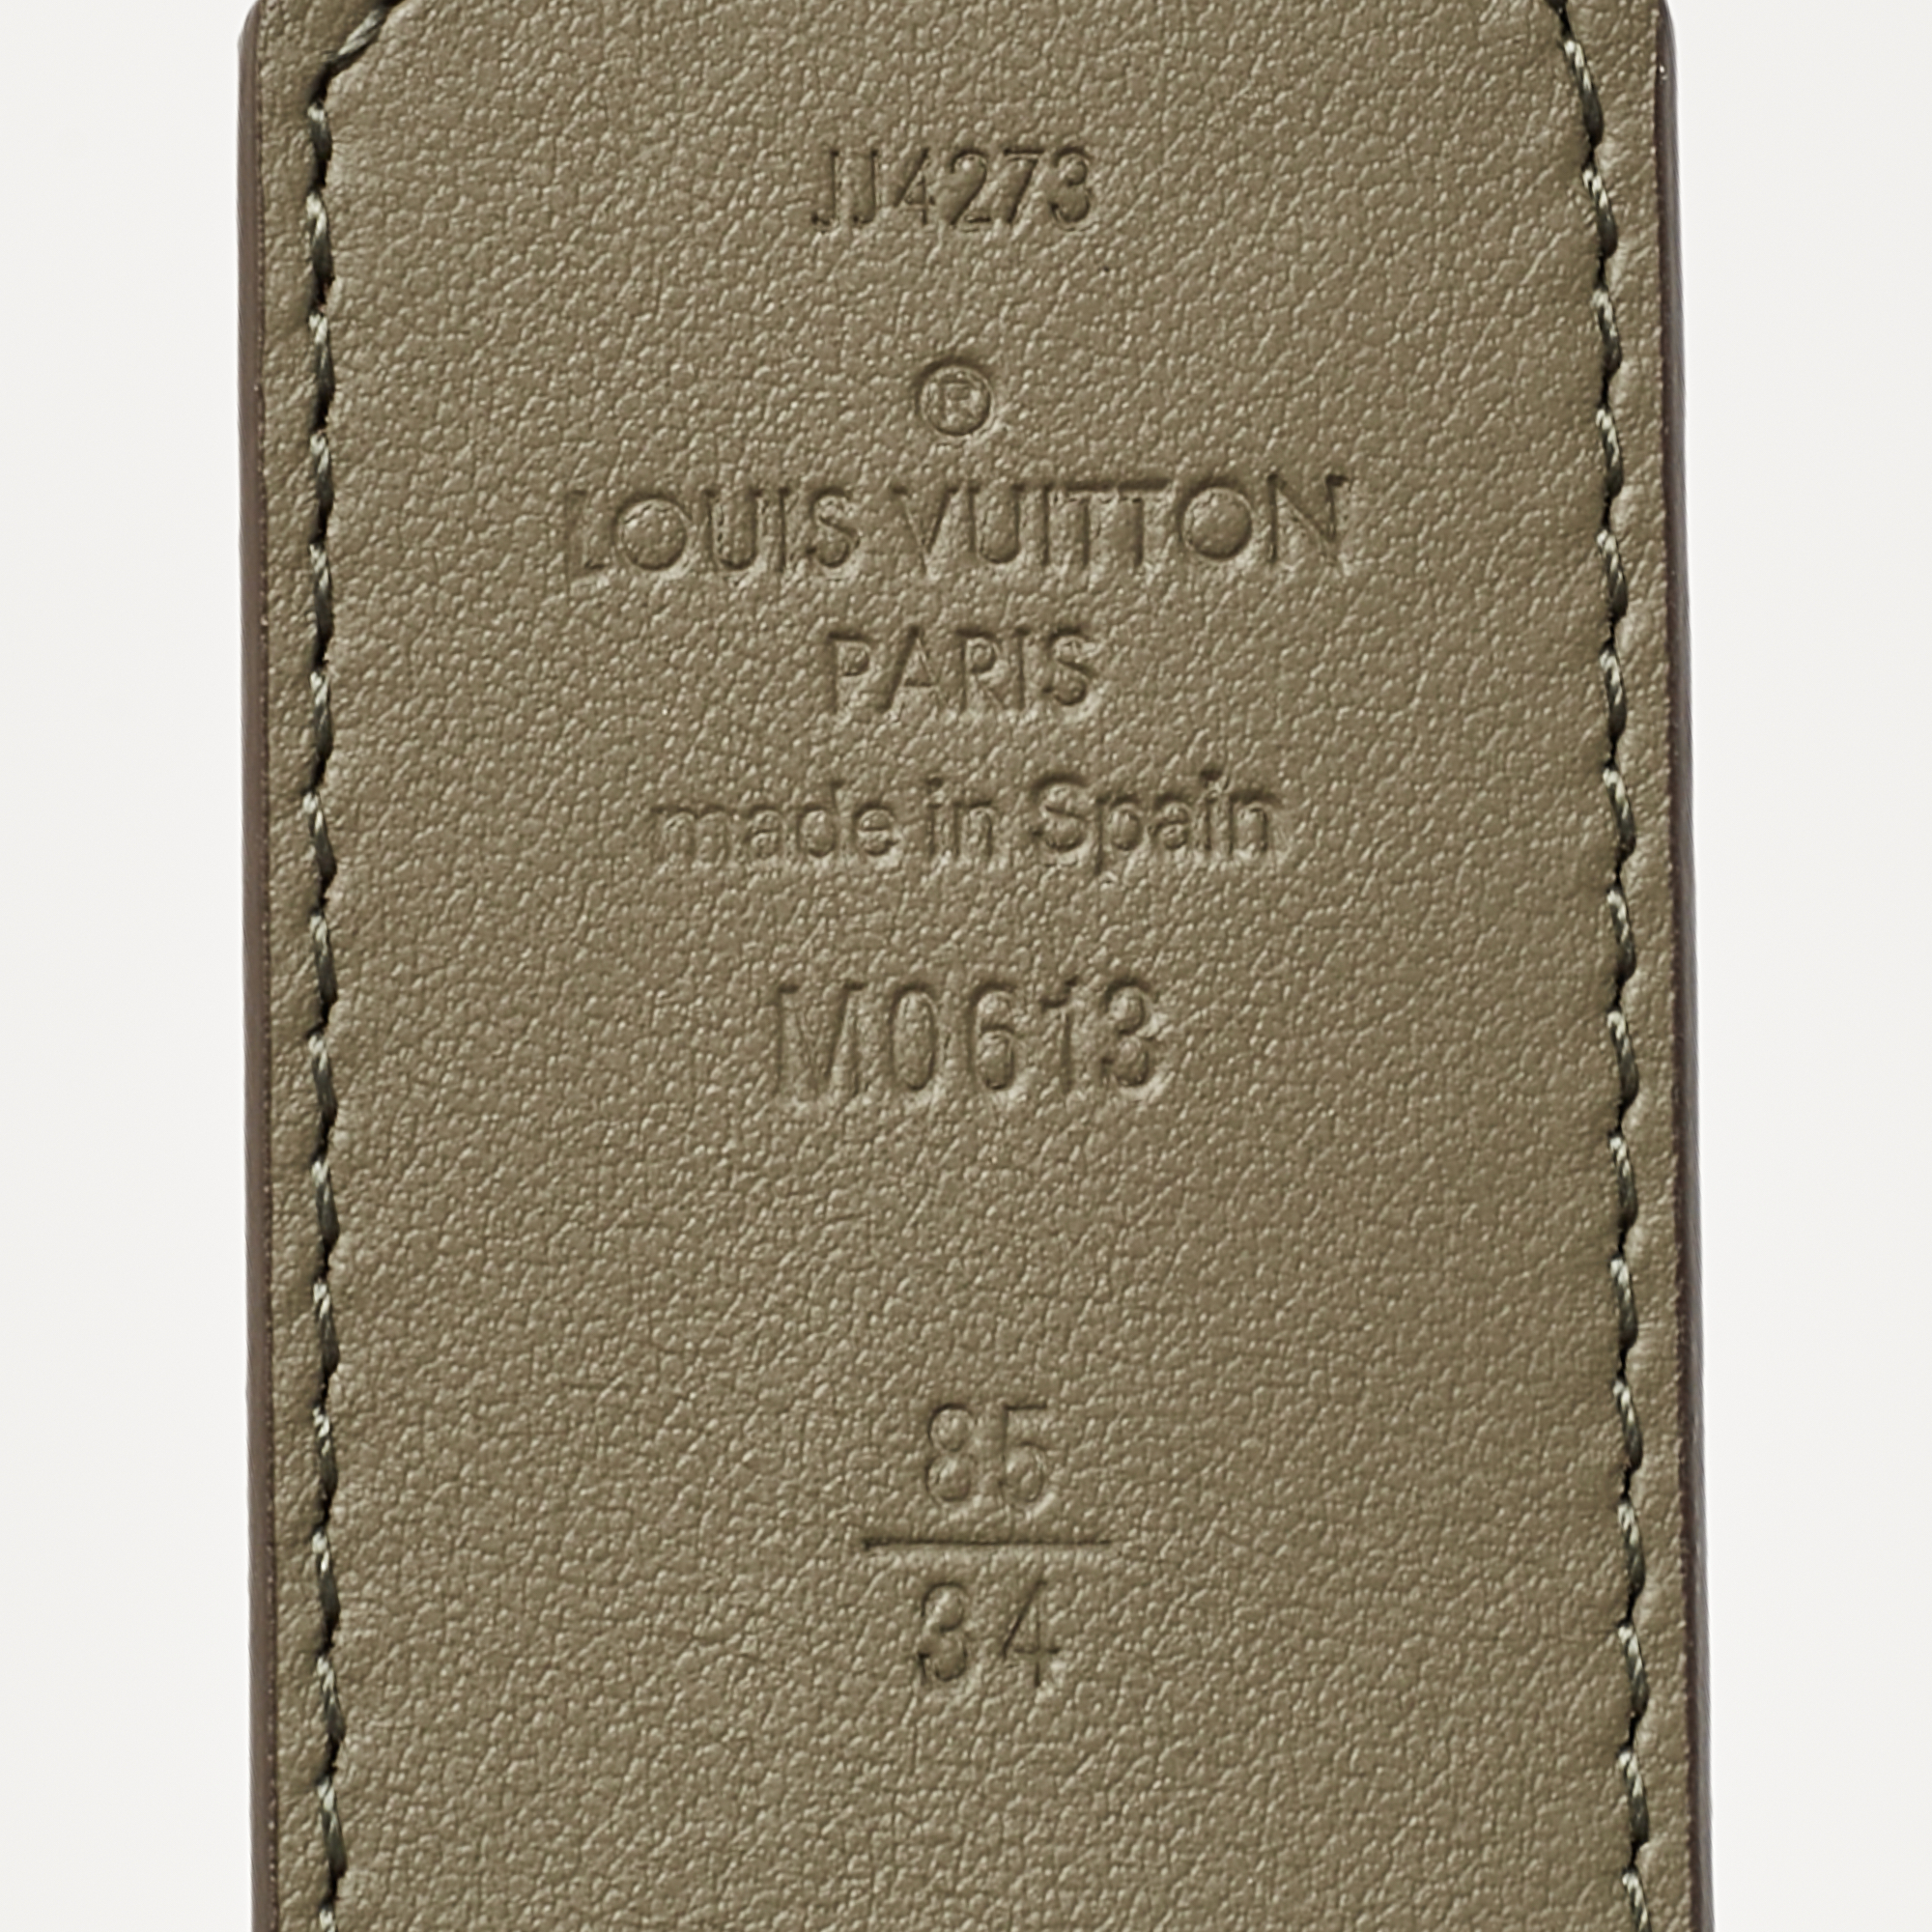 JJ4273
®
LOUIS VUITTON
PARIS
made in Spain
M0613
85
34